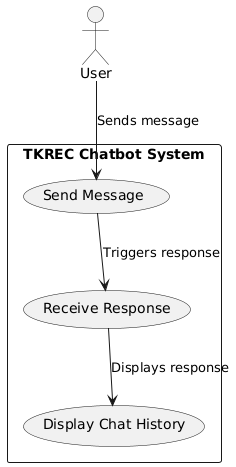 User
Sends message
TKREC Chatbot System
Send Message
Triggers response
Receive Response
Displays response
Display Chat History